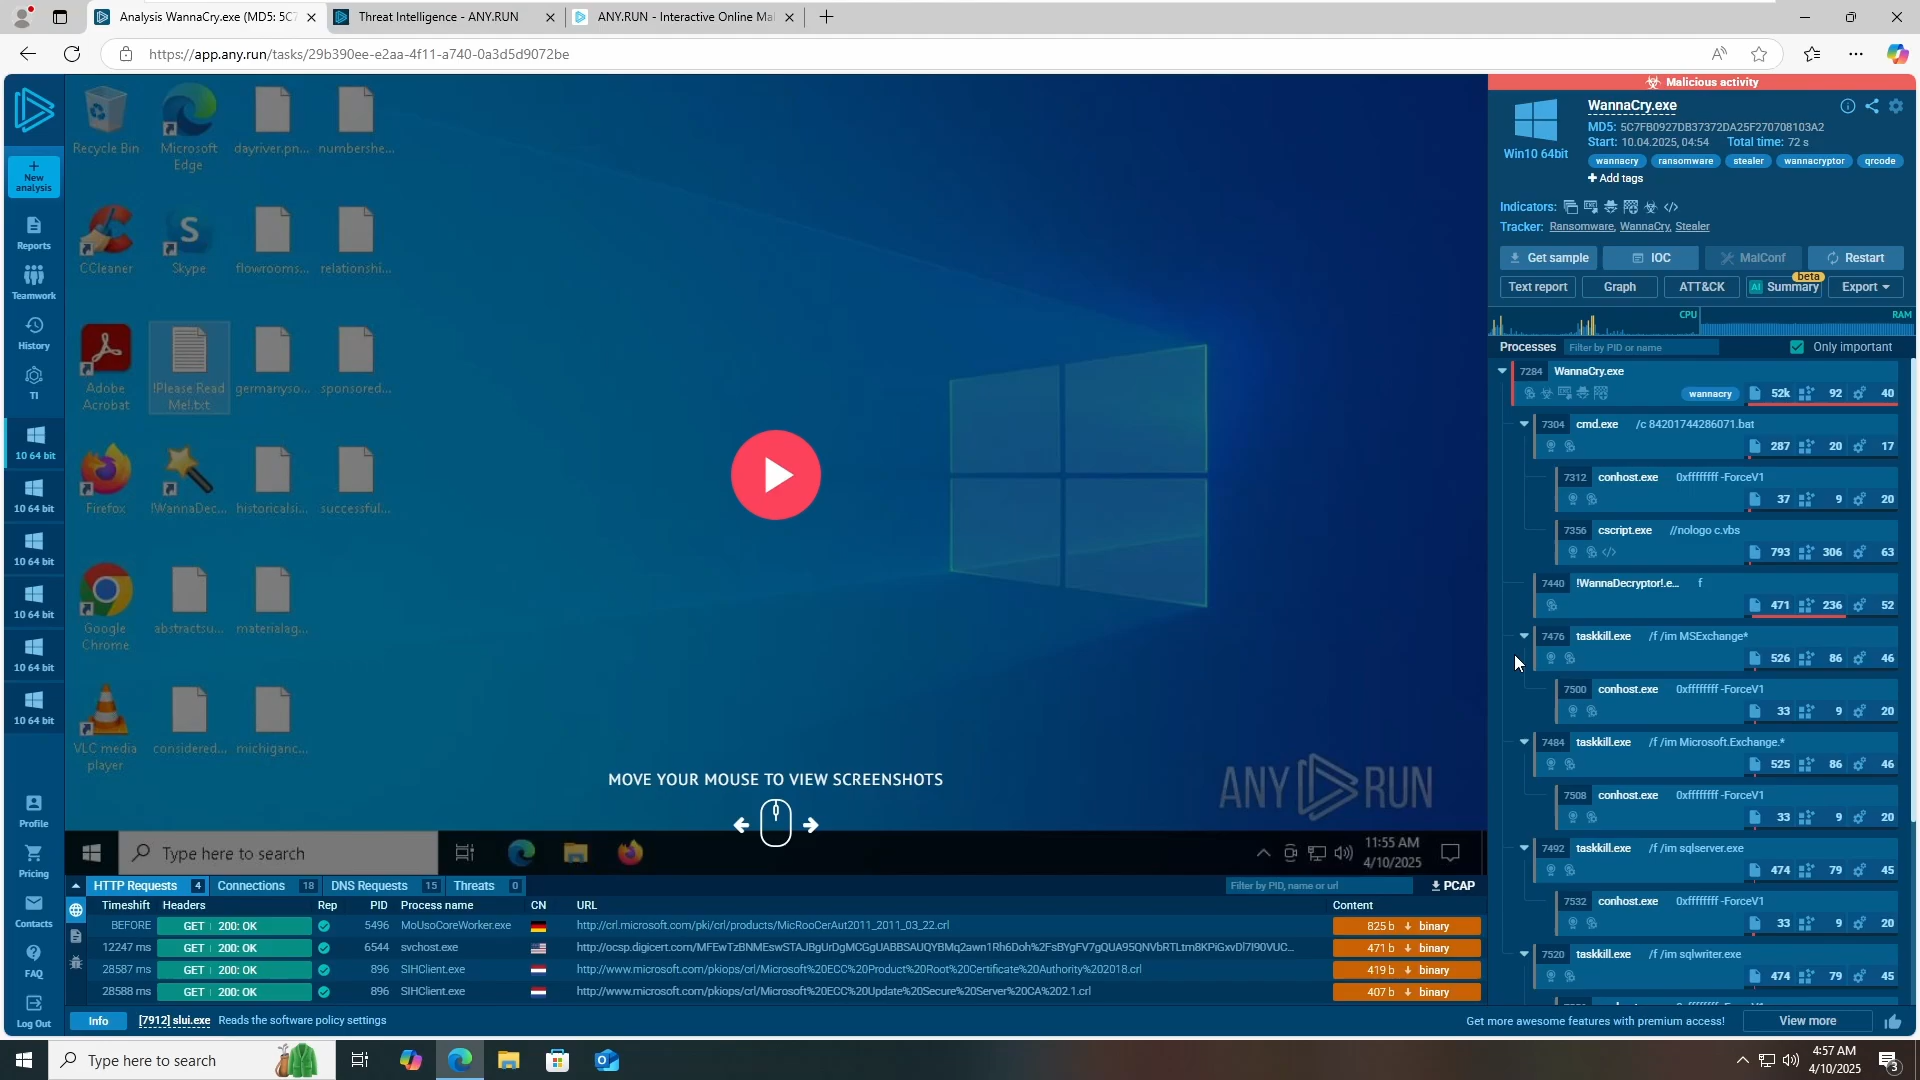 Analysis WannaCry.exe (MD5: 5C7
Threat Intelligence - ANY.RUN
ANY.RUN - Interactive Online Ma
https://app.any.run/tasks/29b390ee-e2aa-4f11-a740-0a3d5d9072be
Malicious activity
WannaCry.exe
MD5: 5C7FB0927DB37372DA25F270708103A2
Start: 10.04.2025, 04:54 Total time: 72 s
Win10 64bit
wannacry ransomware stealer wannacryptor qrcode
Add tags
Indicators:
Tracker: Ransomware, WannaCry, Stealer
Get sample IOC MalConf Restart
beta
Text report Graph ATT&CK AI Summary Export
CPU RAM
Processes Filter by PID or name Only important
7284 WannaCry.exe
wannacry 52k 92 40
7304 cmd.exe /c 84201744286071.bat
287 20 17
7312 conhost.exe 0xffffffff -ForceV1
37 9 20
7356 cscript.exe //nologo c.vbs
793 306 63
7440 !WannaDecryptor!.e... f
471 236 52
7476 taskkill.exe /f /im MSExchange*
526 86 46
7500 conhost.exe 0xffffffff -ForceV1
33 9 20
7484 taskkill.exe /f /im Microsoft.Exchange.*
525 86 46
7508 conhost.exe 0xffffffff -ForceV1
33 9 20
7492 taskkill.exe /f /im sqlserver.exe
474 79 45
7532 conhost.exe 0xffffffff -ForceV1
33 9 20
7520 taskkill.exe /f /im sqlwriter.exe
474 79 45
New analysis
Reports
Teamwork
History
TI
10 64 bit
10 64 bit
10 64 bit
10 64 bit
10 64 bit
10 64 bit
Profile
Pricing
Contacts
FAQ
Log Out
Recycle Bin
Microsoft Edge
dayriver.pn...
numbershe...
CCleaner
Skype
flowrooms...
relationshi...
Adobe Acrobat
!Please Read Me!.txt
germanyso...
sponsored...
Firefox
!WannaDec...
historicalsi...
successful...
Google Chrome
abstractsu...
materialag...
VLC media player
considered...
michiganc...
MOVE YOUR MOUSE TO VIEW SCREENSHOTS
ANY RUN
Type here to search
11:55 AM
4/10/2025
HTTP Requests 4 Connections 18 DNS Requests 15 Threats 0 Filter by PID, name or url PCAP
Timeshift Headers Rep PID Process name CN URL Content
BEFORE GET 200: OK 5496 MoUsoCoreWorker.exe http://crl.microsoft.com/pki/crl/products/MicRooCerAut2011_2011_03_22.crl 825 b binary
12247 ms GET 200: OK 6544 svchost.exe http://ocsp.digicert.com/MFEwTzBNMEswSTAJBgUrDgMCGgUABBSAUQYBMq2awn1Rh6Doh%2FsBYgFV7gQUA95QNVbRTLtm8KPiGxvDl7I90VUC... 471 b binary
28587 ms GET 200: OK 896 SIHClient.exe http://www.microsoft.com/pkiops/crl/Microsoft%20ECC%20Product%20Root%20Certificate%20Authority%202018.crl 419 b binary
28588 ms GET 200: OK 896 SIHClient.exe http://www.microsoft.com/pkiops/crl/Microsoft%20ECC%20Update%20Secure%20Server%20CA%202.1.crl 407 b binary
Info [7912] slui.exe Reads the software policy settings
Get more awesome features with premium access! View more
Type here to search
4:57 AM
4/10/2025
3